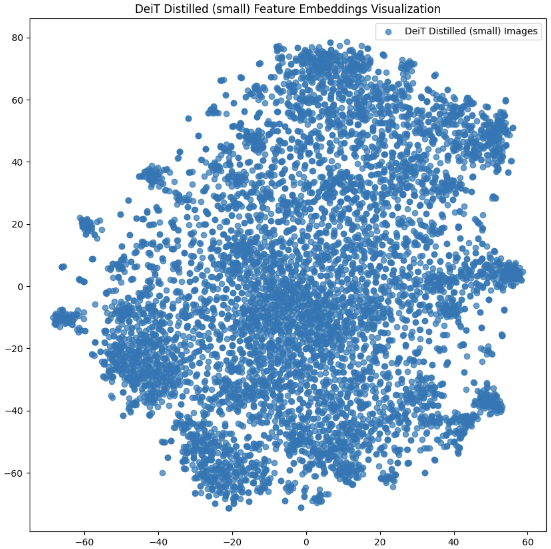 DeiT Distilled (small) Feature Embeddings Visualization
DeiT Distilled (small) Images
80
60
40
20
0
−20
−40
−60
−60 −40 −20 0 20 40 60